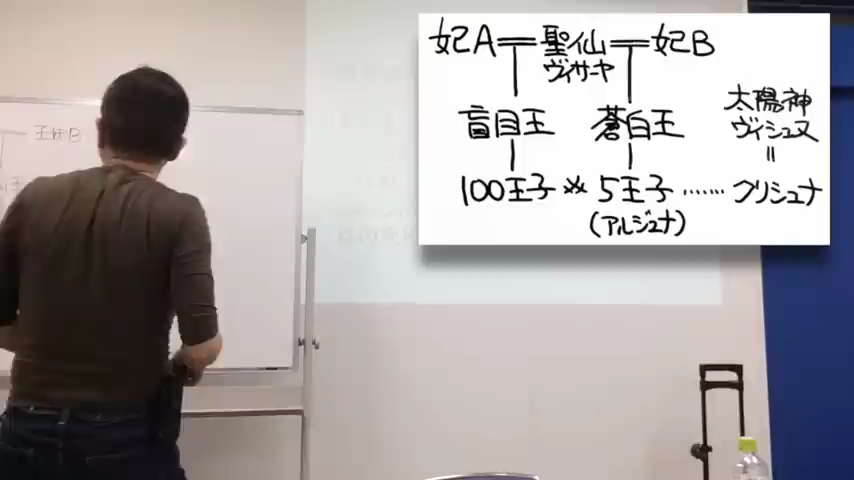 妃A 聖仙 妃B
ヴィサーヤ
盲目王 蒼白王 太陽神
ヴィシュヌ
=
100王子 ※ 5王子 …… クリシュナ
(アルジュナ)